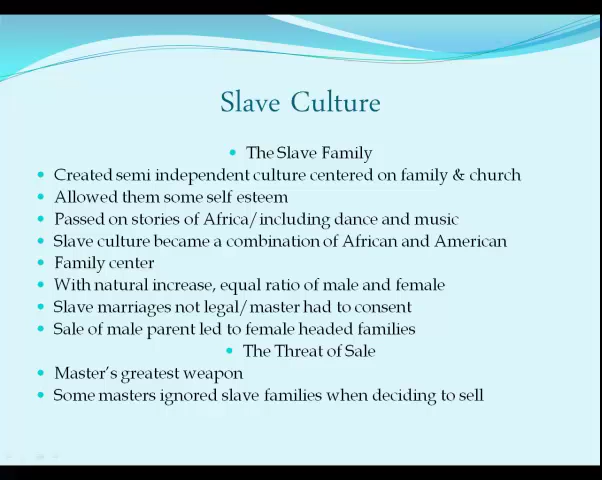 Slave Culture
The Slave Family
Created semi independent culture centered on family & church
Allowed them some self esteem
Passed on stories of Africa/including dance and music
Slave culture became a combination of African and American
Family center
With natural increase, equal ratio of male and female
Slave marriages not legal/master had to consent
Sale of male parent led to female headed families
The Threat of Sale
Master's greatest weapon
Some masters ignored slave families when deciding to sell